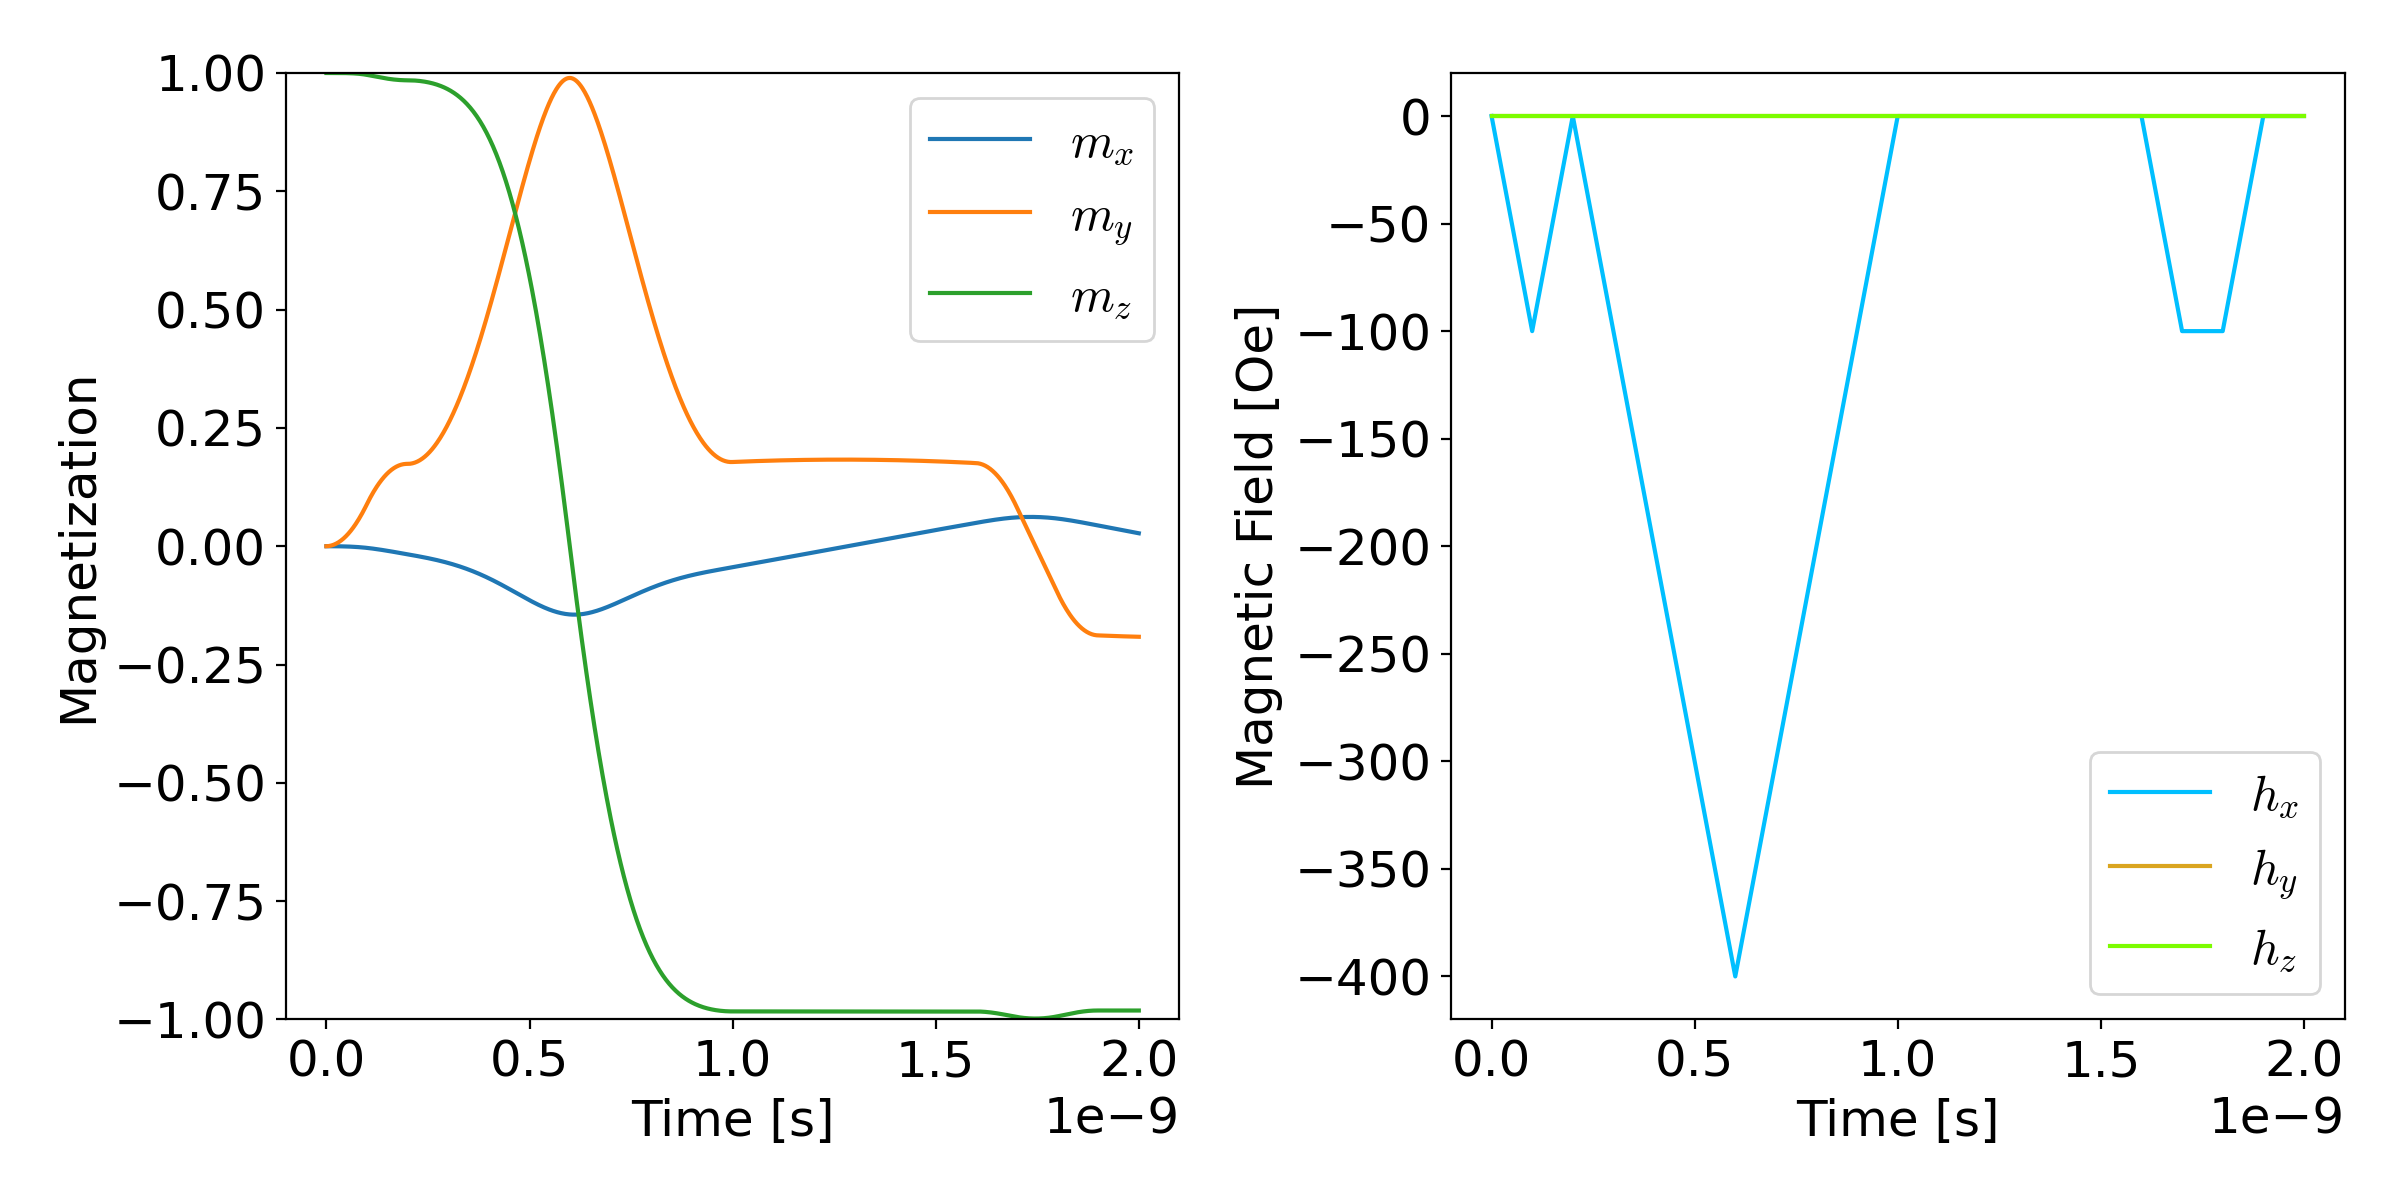 Magnetization
1.00
0.75
0.50
0.25
0.00
−0.25
−0.50
−0.75
−1.00
0.0 0.5 1.0 1.5 2.0
Time [s]
1e−9
m_x
m_y
m_z
Magnetic Field [Oe]
0
−50
−100
−150
−200
−250
−300
−350
−400
0.0 0.5 1.0 1.5 2.0
Time [s]
1e−9
h_x
h_y
h_z